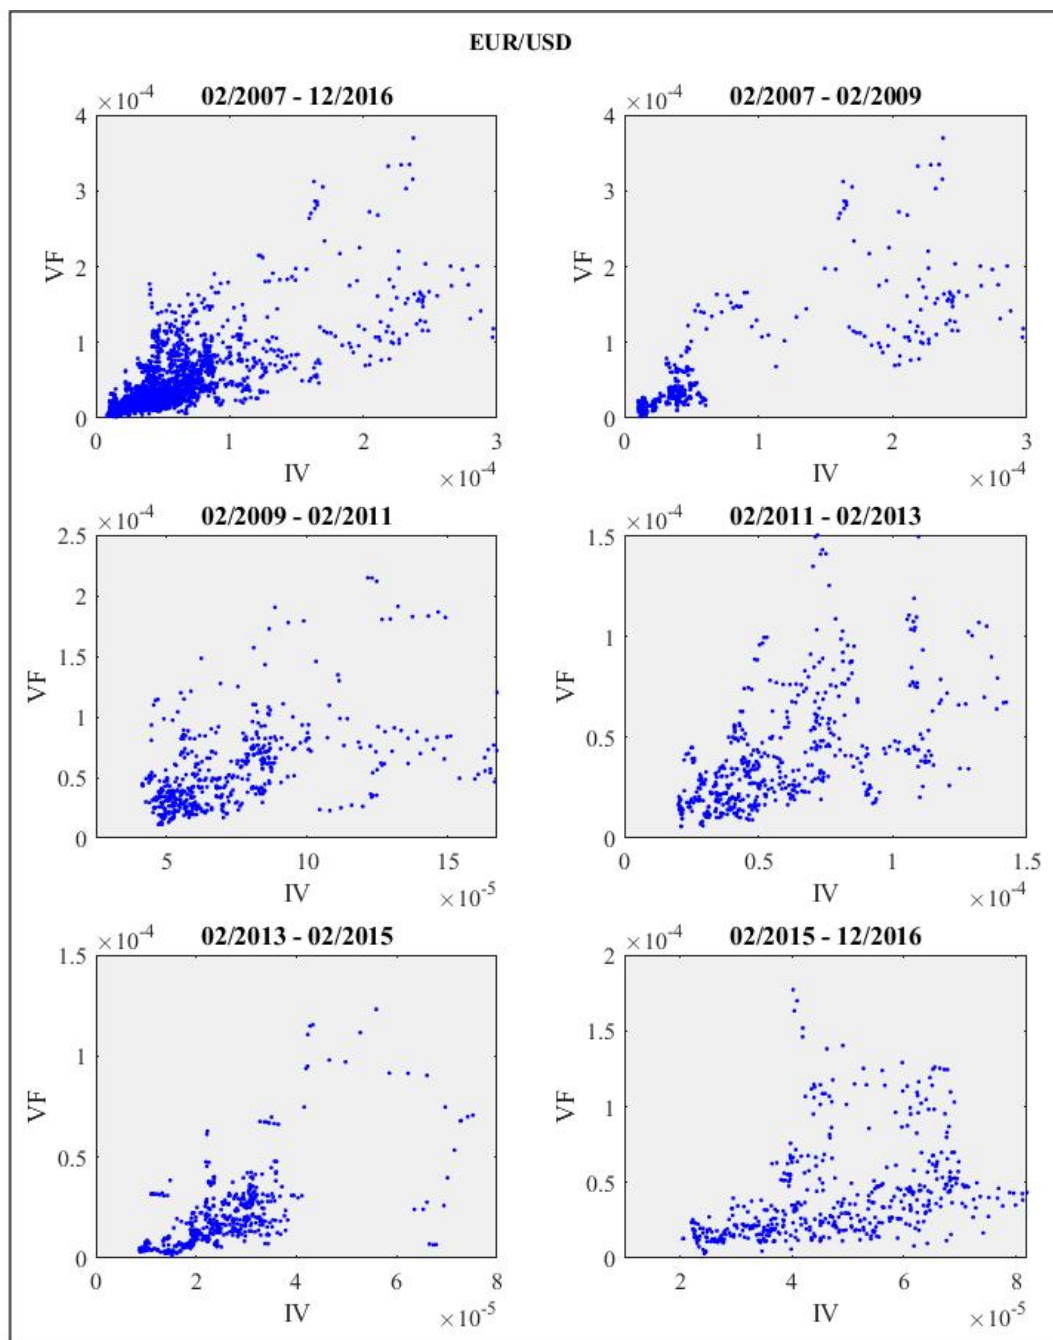 EUR/USD
02/2007 - 12/2016
×10⁻⁴
4
3
2
1
0
VF
0 1 2 3
IV
×10⁻⁴
02/2007 - 02/2009
×10⁻⁴
4
3
2
1
0
VF
0 1 2 3
IV
×10⁻⁴
02/2009 - 02/2011
×10⁻⁴
2.5
2
1.5
1
0.5
0
VF
5 10 15
IV
×10⁻⁵
02/2011 - 02/2013
×10⁻⁴
1.5
1
0.5
0
VF
0 0.5 1 1.5
IV
×10⁻⁴
02/2013 - 02/2015
×10⁻⁴
1.5
1
0.5
0
VF
0 2 4 6 8
IV
×10⁻⁵
02/2015 - 12/2016
×10⁻⁴
2
1.5
1
0.5
0
VF
2 4 6 8
IV
×10⁻⁵